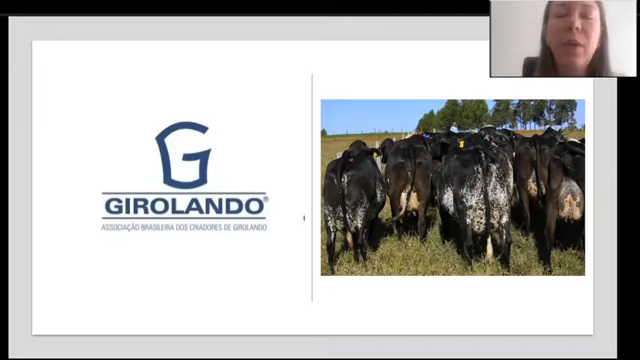 G
GIROLANDO®
ASSOCIAÇÃO BRASILEIRA DOS CRIADORES DE GIROLANDO